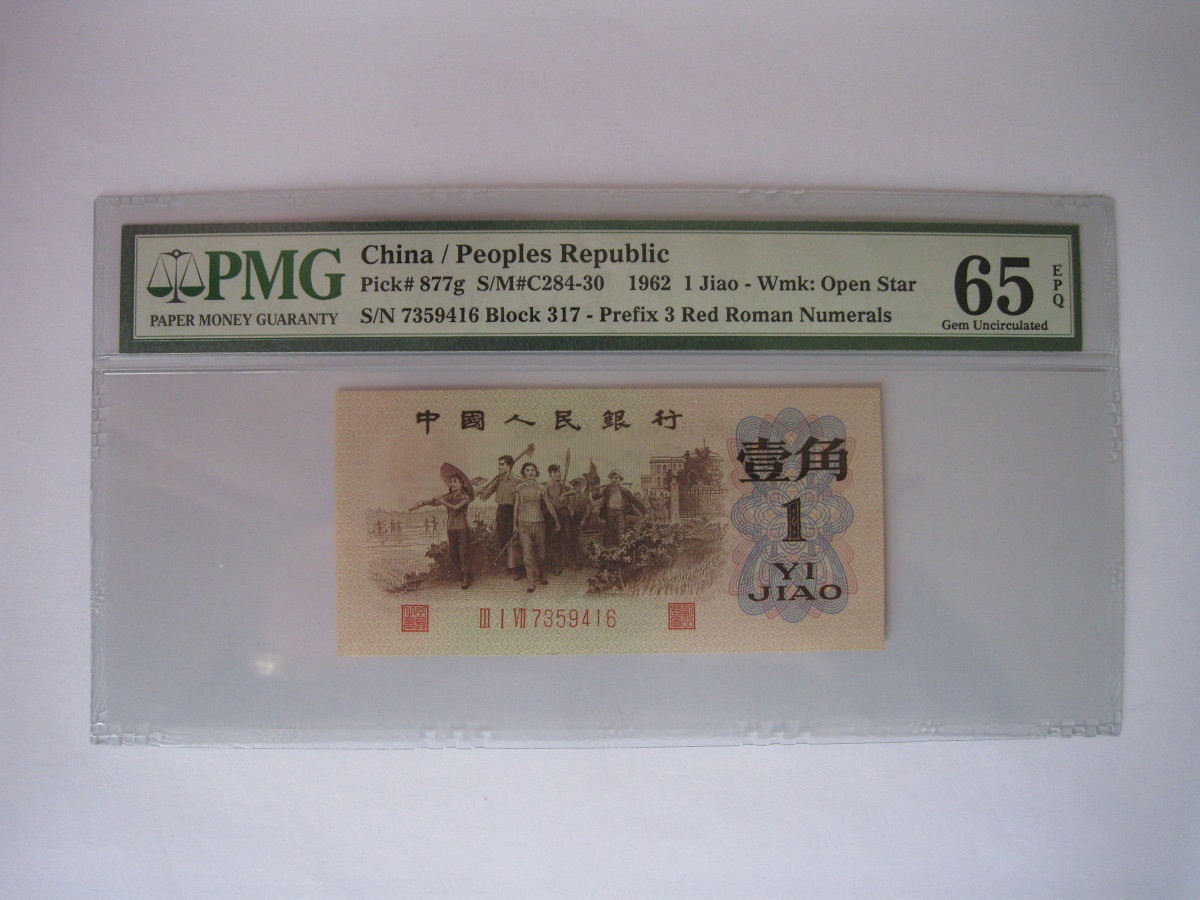 PMG
PAPER MONEY GUARANTY
China / Peoples Republic
Pick# 877g S/M#C284-30 1962 1 Jiao - Wmk: Open Star
S/N 7359416 Block 317 - Prefix 3 Red Roman Numerals
65
EPQ
Gem Uncirculated
中國人民銀行
壹角
1
YI
JIAO
III I VII 7359416